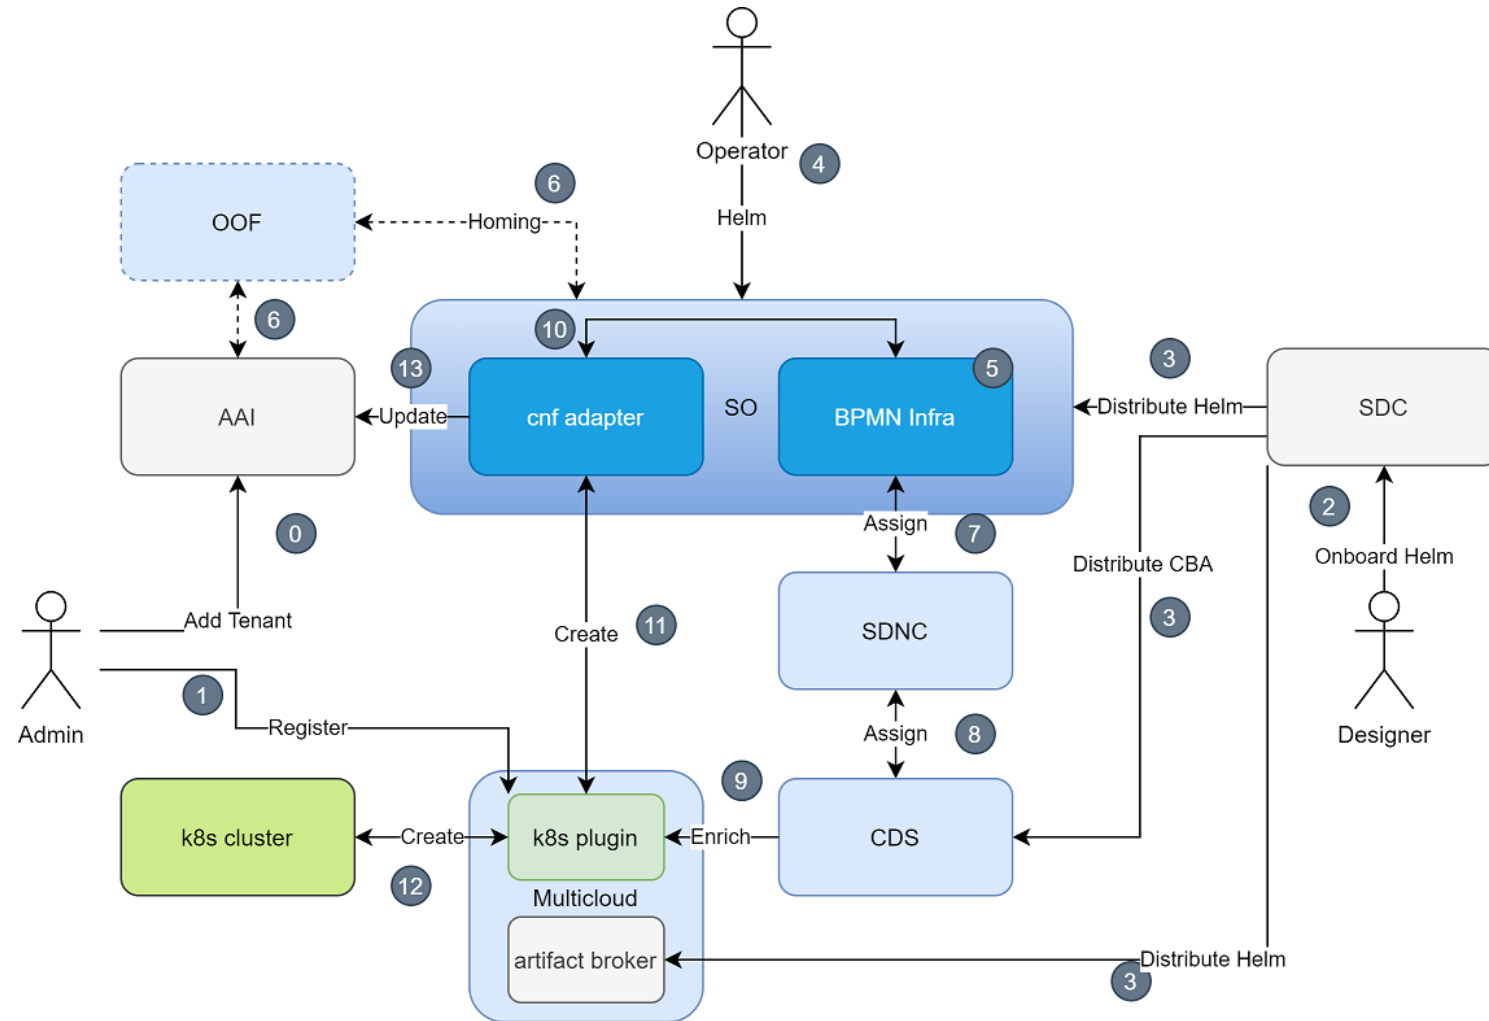 Operator
4
Helm
OOF
6
Homing
6
10
13
5
3
AAI
Update
cnf adapter
SO
BPMN Infra
Distribute Helm
SDC
0
Assign
7
2
Onboard Helm
Distribute CBA
3
Add Tenant
Create
11
SDNC
1
Admin
Register
Assign
8
Designer
9
k8s cluster
Create
k8s plugin
Enrich
CDS
12
Multicloud
artifact broker
Distribute Helm
3